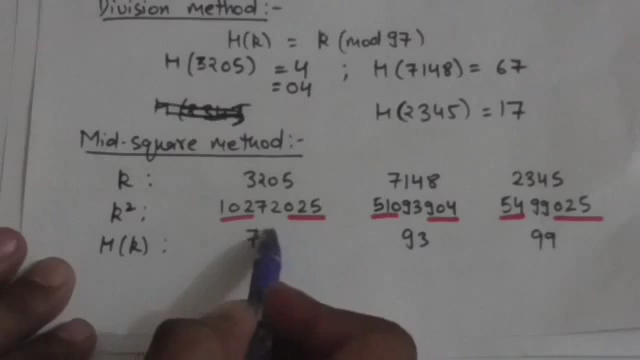 Division method:-
H(k) = k (mod 97)
H(3205) = 4 ; H(7148) = 67
= 04
H(2345) = 17
Mid-square method:-
k : 3205 7148 2345
k²: 10272025 51093904 5499025
H(k) : 7 93 99